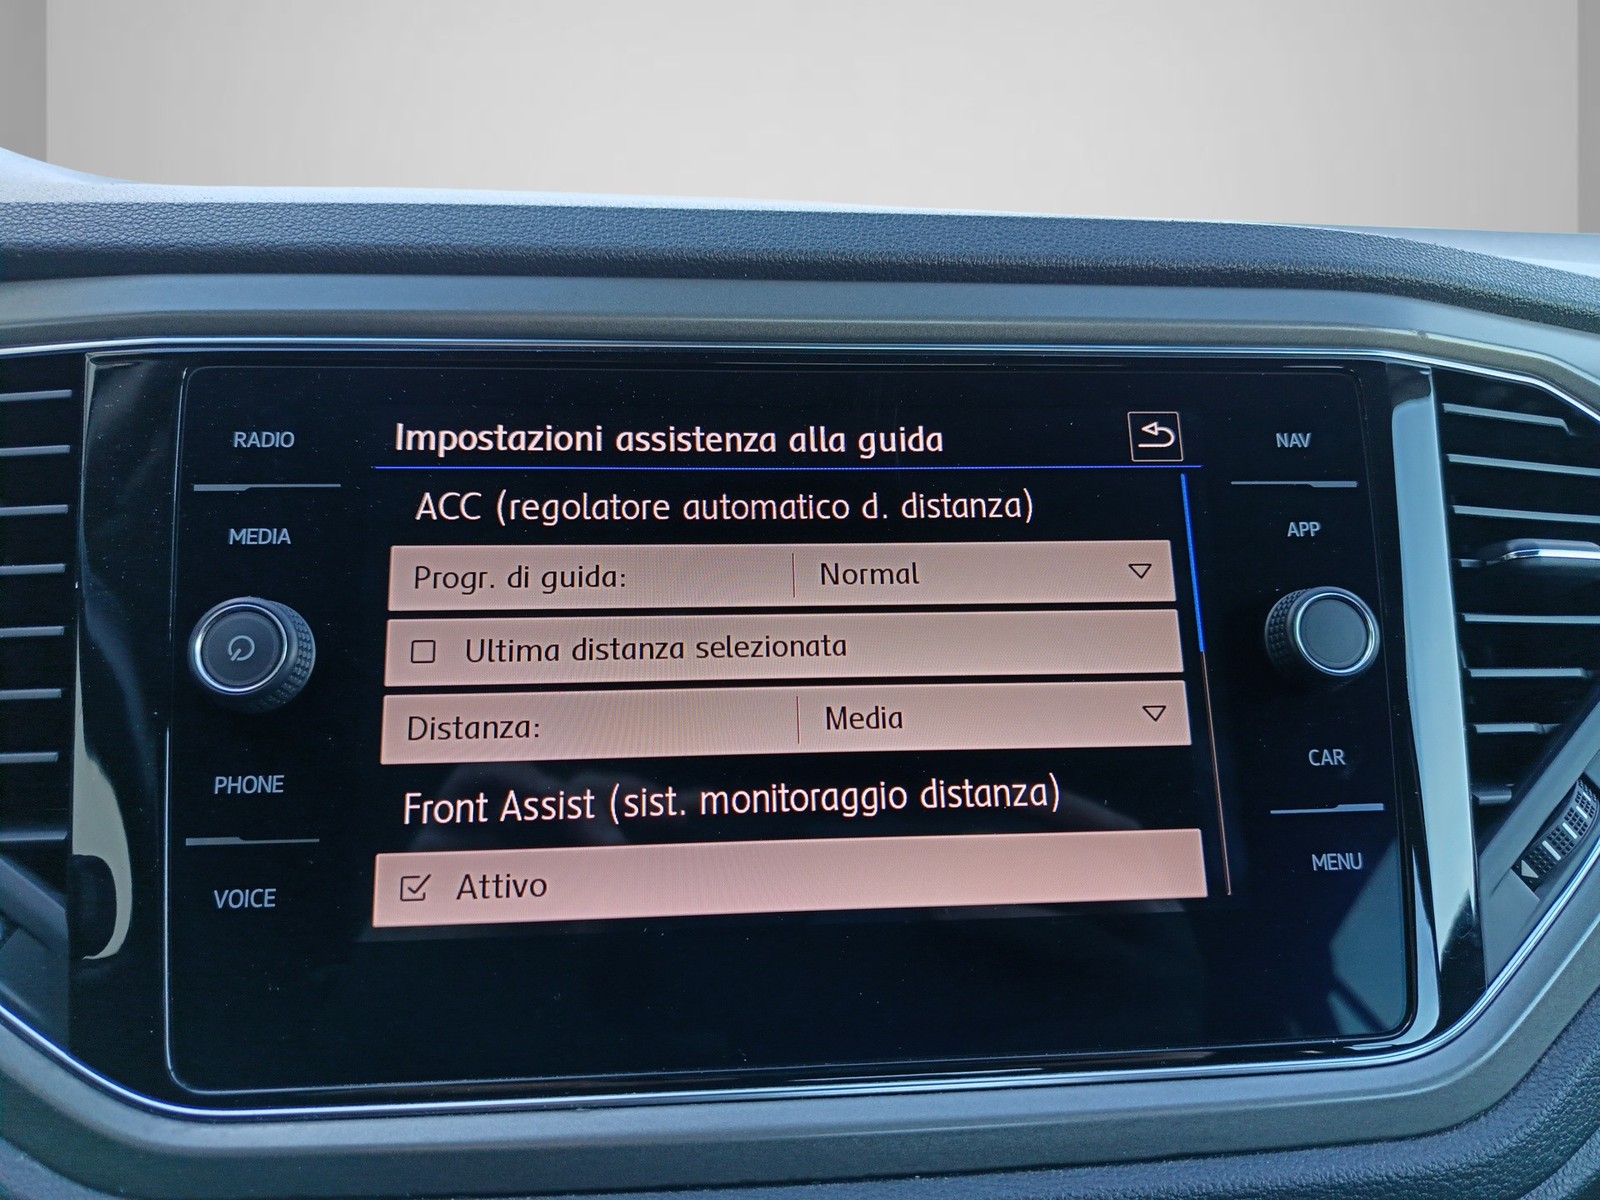 RADIO
MEDIA
PHONE
VOICE
Impostazioni assistenza alla guida
ACC (regolatore automatico d. distanza)
Progr. di guida: Normal
Ultima distanza selezionata
Distanza: Media
Front Assist (sist. monitoraggio distanza)
Attivo
NAV
APP
CAR
MENU